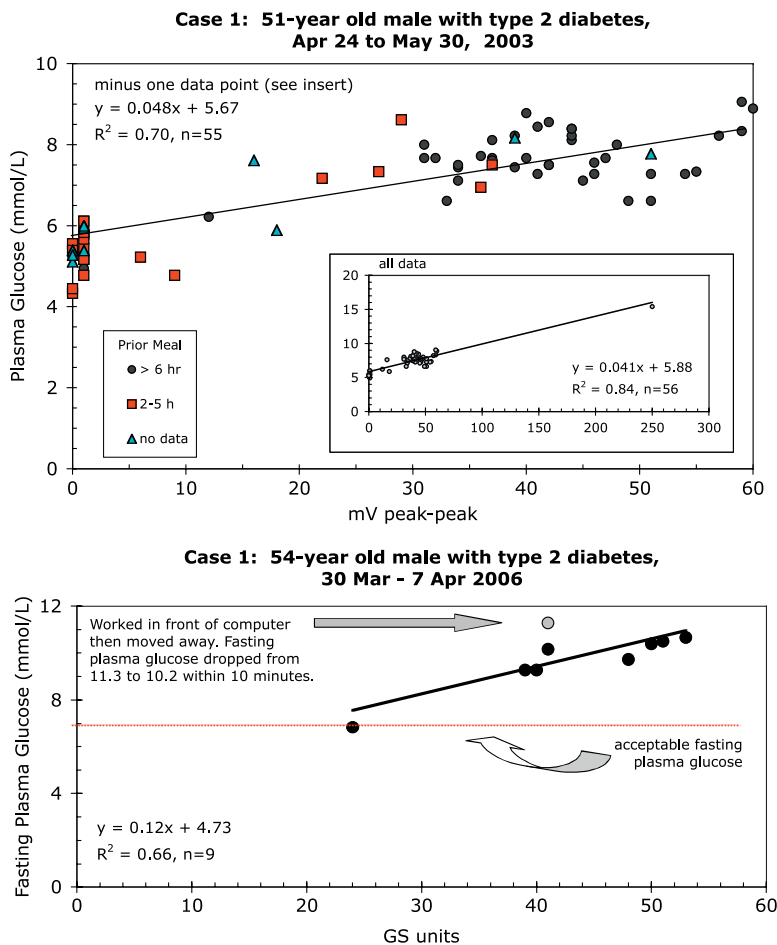 Case 1:  51-year old male with type 2 diabetes,
Apr 24 to May 30,  2003
Plasma Glucose (mmol/L)
10
8
6
4
2
0
minus one data point (see insert)
y = 0.048x + 5.67
R² = 0.70, n=55
Prior Meal
> 6 hr
2-5 h
no data
all data
20
15
10
5
0
y = 0.041x + 5.88
R² = 0.84, n=56
0 50 100 150 200 250 300
0 10 20 30 40 50 60
mV peak-peak
Case 1:  54-year old male with type 2 diabetes,
30 Mar - 7 Apr 2006
Fasting Plasma Glucose (mmol/L)
12
8
4
0
Worked in front of computer
then moved away. Fasting
plasma glucose dropped from
11.3 to 10.2 within 10 minutes.
acceptable fasting
plasma glucose
y = 0.12x + 4.73
R² = 0.66, n=9
0 10 20 30 40 50 60
GS units